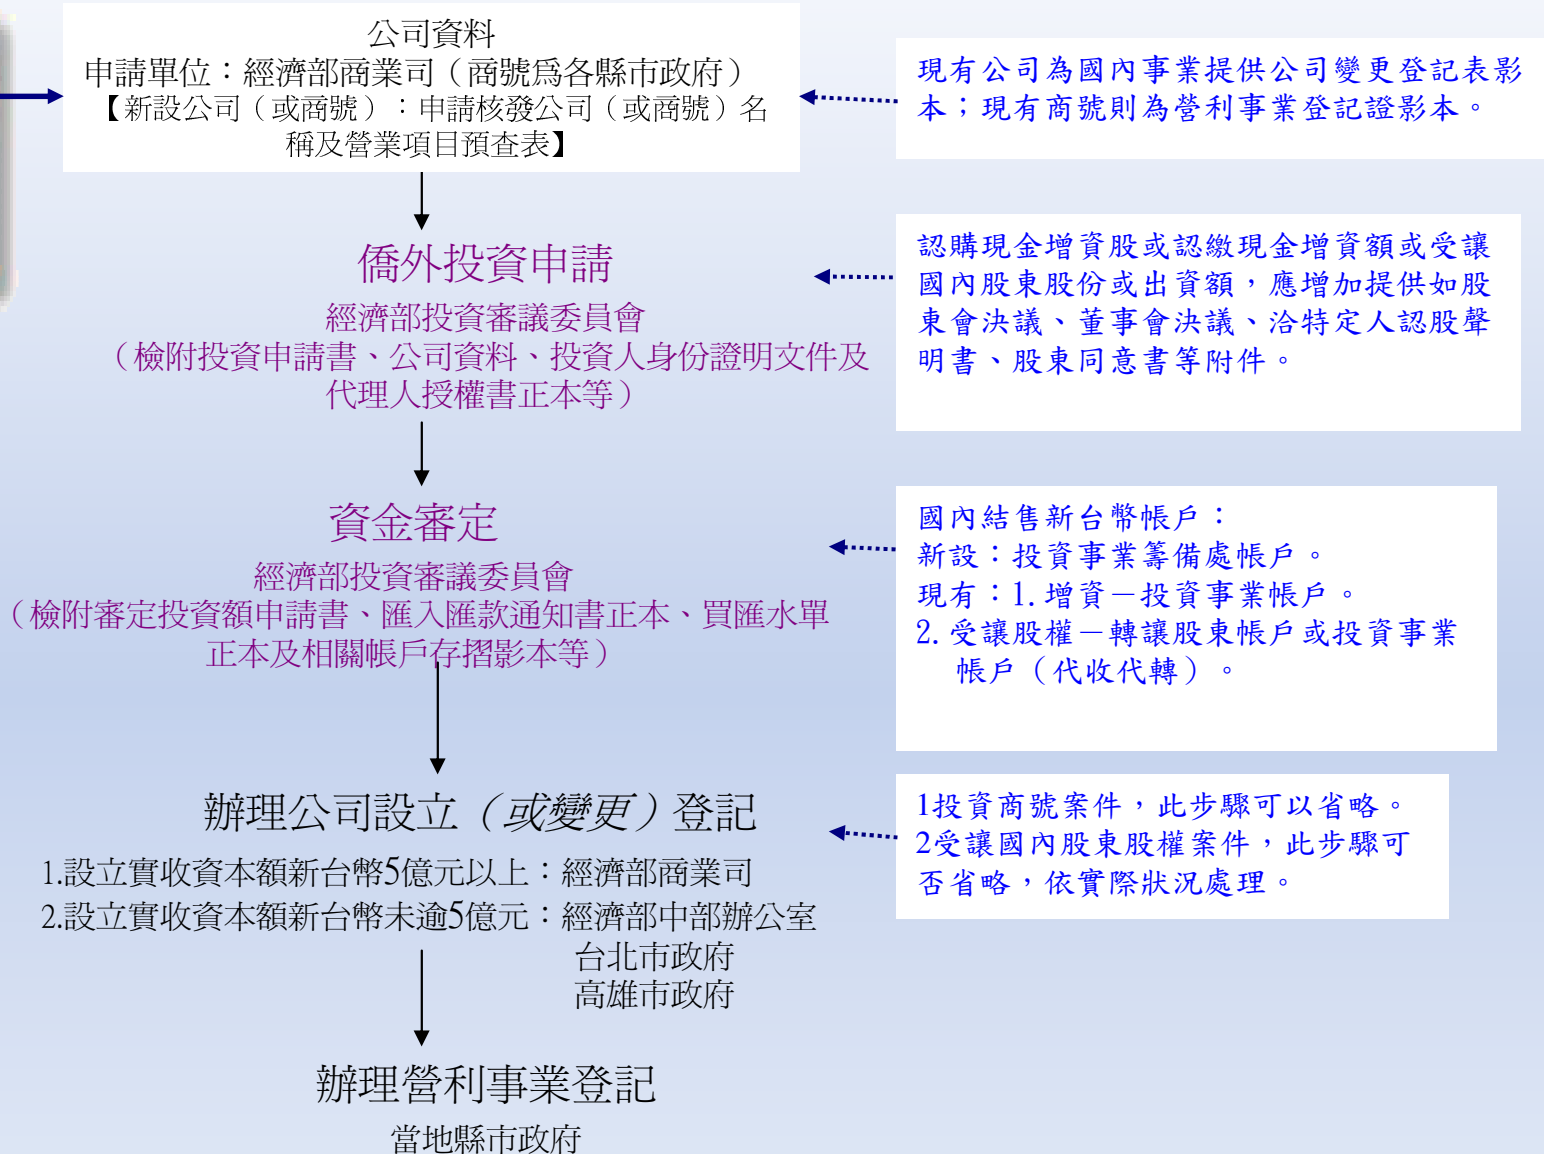 公司資料
申請單位：經濟部商業司（商號為各縣市政府）
【新設公司（或商號）：申請核發公司（或商號）名
稱及營業項目預查表】
現有公司為國內事業提供公司變更登記表影
本；現有商號則為營利事業登記證影本。
僑外投資申請
經濟部投資審議委員會
（檢附投資申請書、公司資料、投資人身份證明文件及
代理人授權書正本等）
認購現金增資股或認繳現金增資額或受讓
國內股東股份或出資額，應增加提供如股
東會決議、董事會決議、洽特定人認股聲
明書、股東同意書等附件。
資金審定
經濟部投資審議委員會
（檢附審定投資額申請書、匯入匯款通知書正本、買匯水單
正本及相關帳戶存摺影本等）
國內結售新台幣帳戶：
新設：投資事業籌備處帳戶。
現有：1.增資－投資事業帳戶。
2.受讓股權－轉讓股東帳戶或投資事業
帳戶（代收代轉）。
辦理公司設立（或變更）登記
1.設立實收資本額新台幣5億元以上：經濟部商業司
2.設立實收資本額新台幣未逾5億元：經濟部中部辦公室
台北市政府
高雄市政府
1投資商號案件，此步驟可以省略。
2受讓國內股東股權案件，此步驟可
否省略，依實際狀況處理。
辦理營利事業登記
當地縣市政府